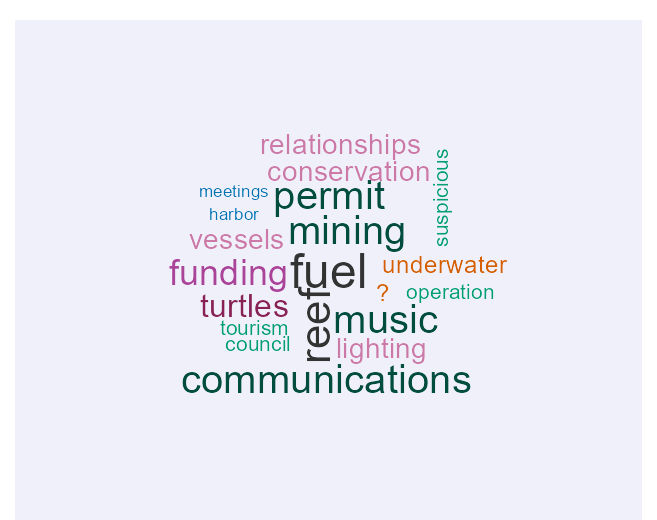 relationships
suspicious
conservation
meetings
permit
harbor
mining
vessels
underwater
funding
fuel
?
operation
turtles
reef
music
tourism
council
lighting
communications